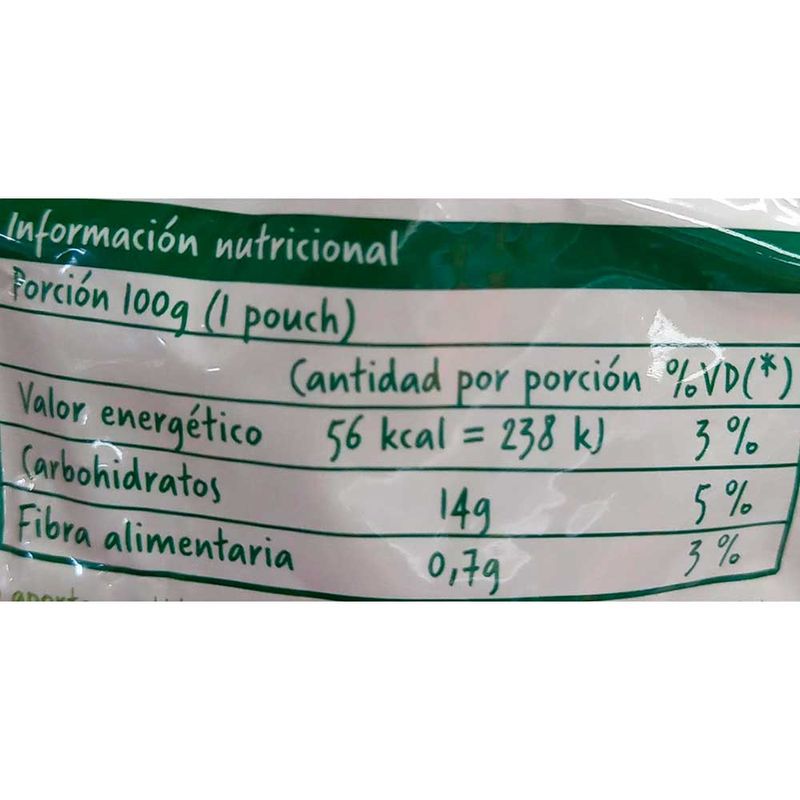 Información nutricional
Porción 100g (1 pouch)
Cantidad por porción %VD(*)
Valor energético 56 kcal = 238 kJ 3%
Carbohidratos 14g 5%
Fibra alimentaria 0,7g 3%